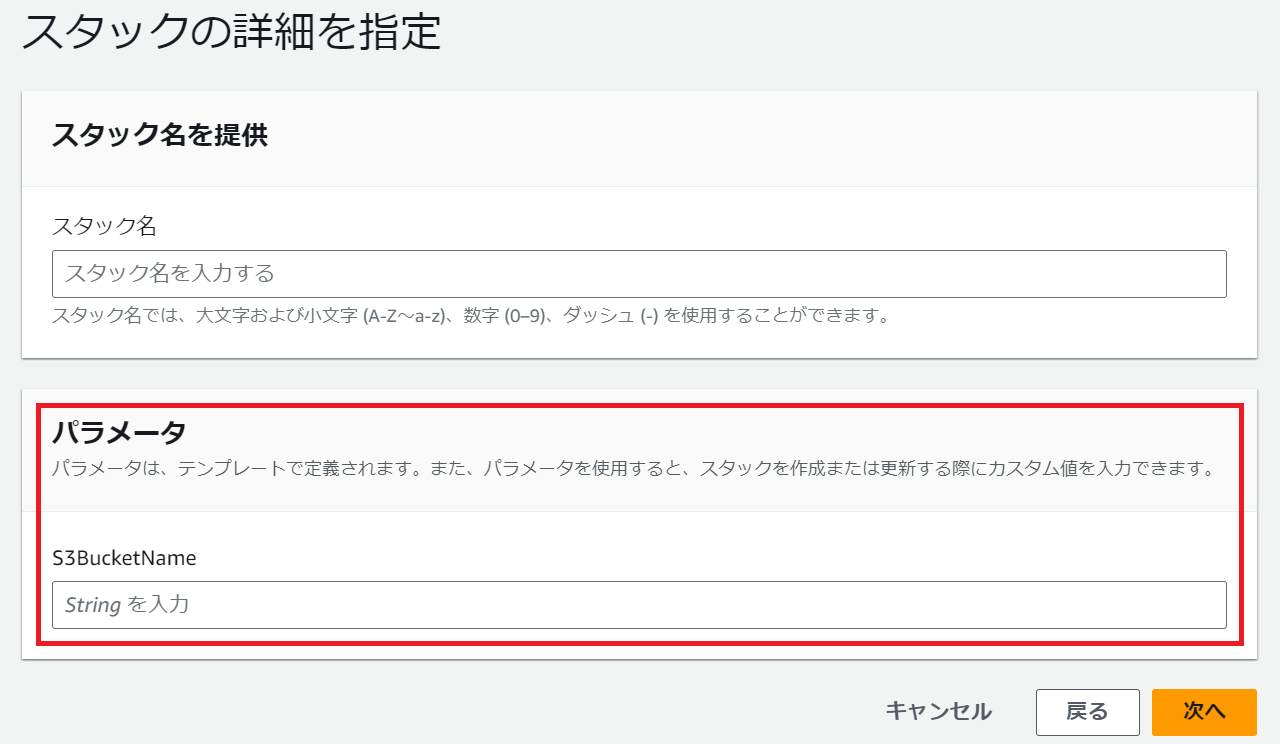 スタックの詳細を指定
スタック名を提供
スタック名
スタック名を入力する
スタック名では、大文字および小文字 (A-Z～a-z)、数字 (0–9)、ダッシュ (-) を使用することができます。
パラメータ
パラメータは、テンプレートで定義されます。また、パラメータを使用すると、スタックを作成または更新する際にカスタム値を入力できます。
S3BucketName
String を入力
キャンセル 戻る 次へ